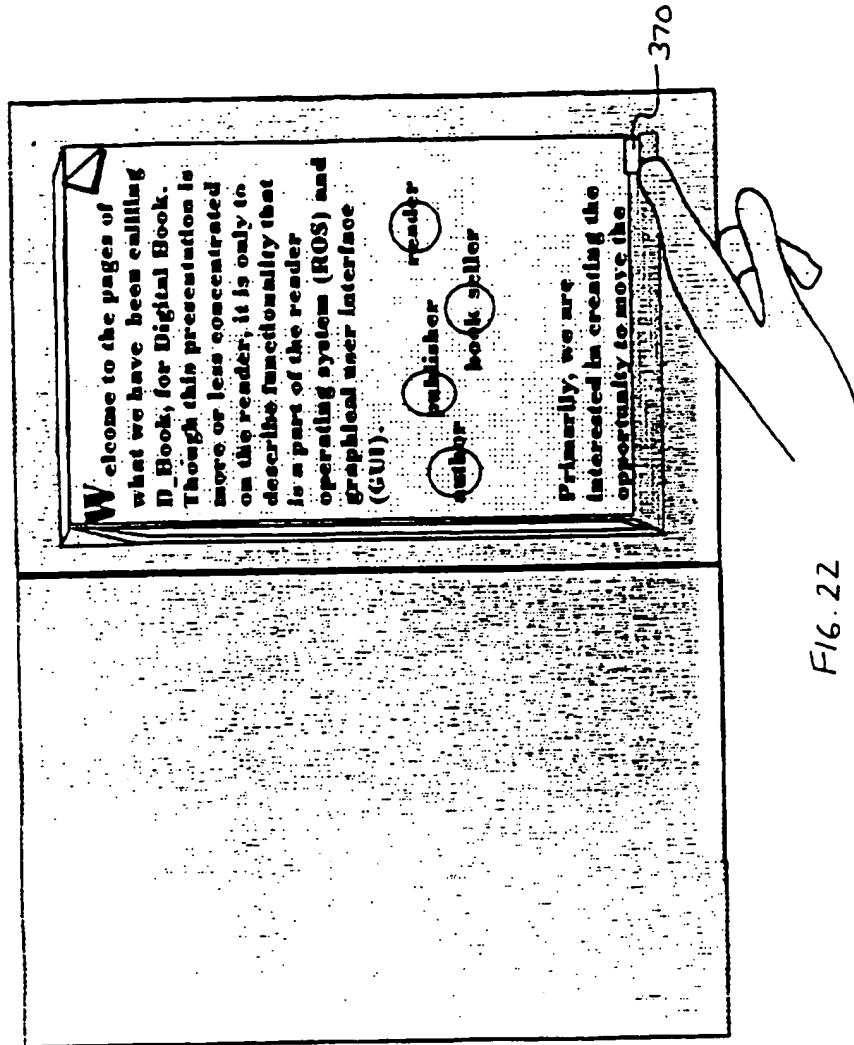 Welcome to the pages of
what we have been callling
D_Book, for Digital Book.
Though this presentation is
more or less concentrated
on the reader, it is only to
describe functionality that
is a part of the reader
operating system (ROS) and
graphical user interface
(GUI).
author
publisher
book seller
reader
Primarily, we are
interested in creating the
opportunity to move the
370
FIG. 22